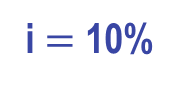 i = 10%